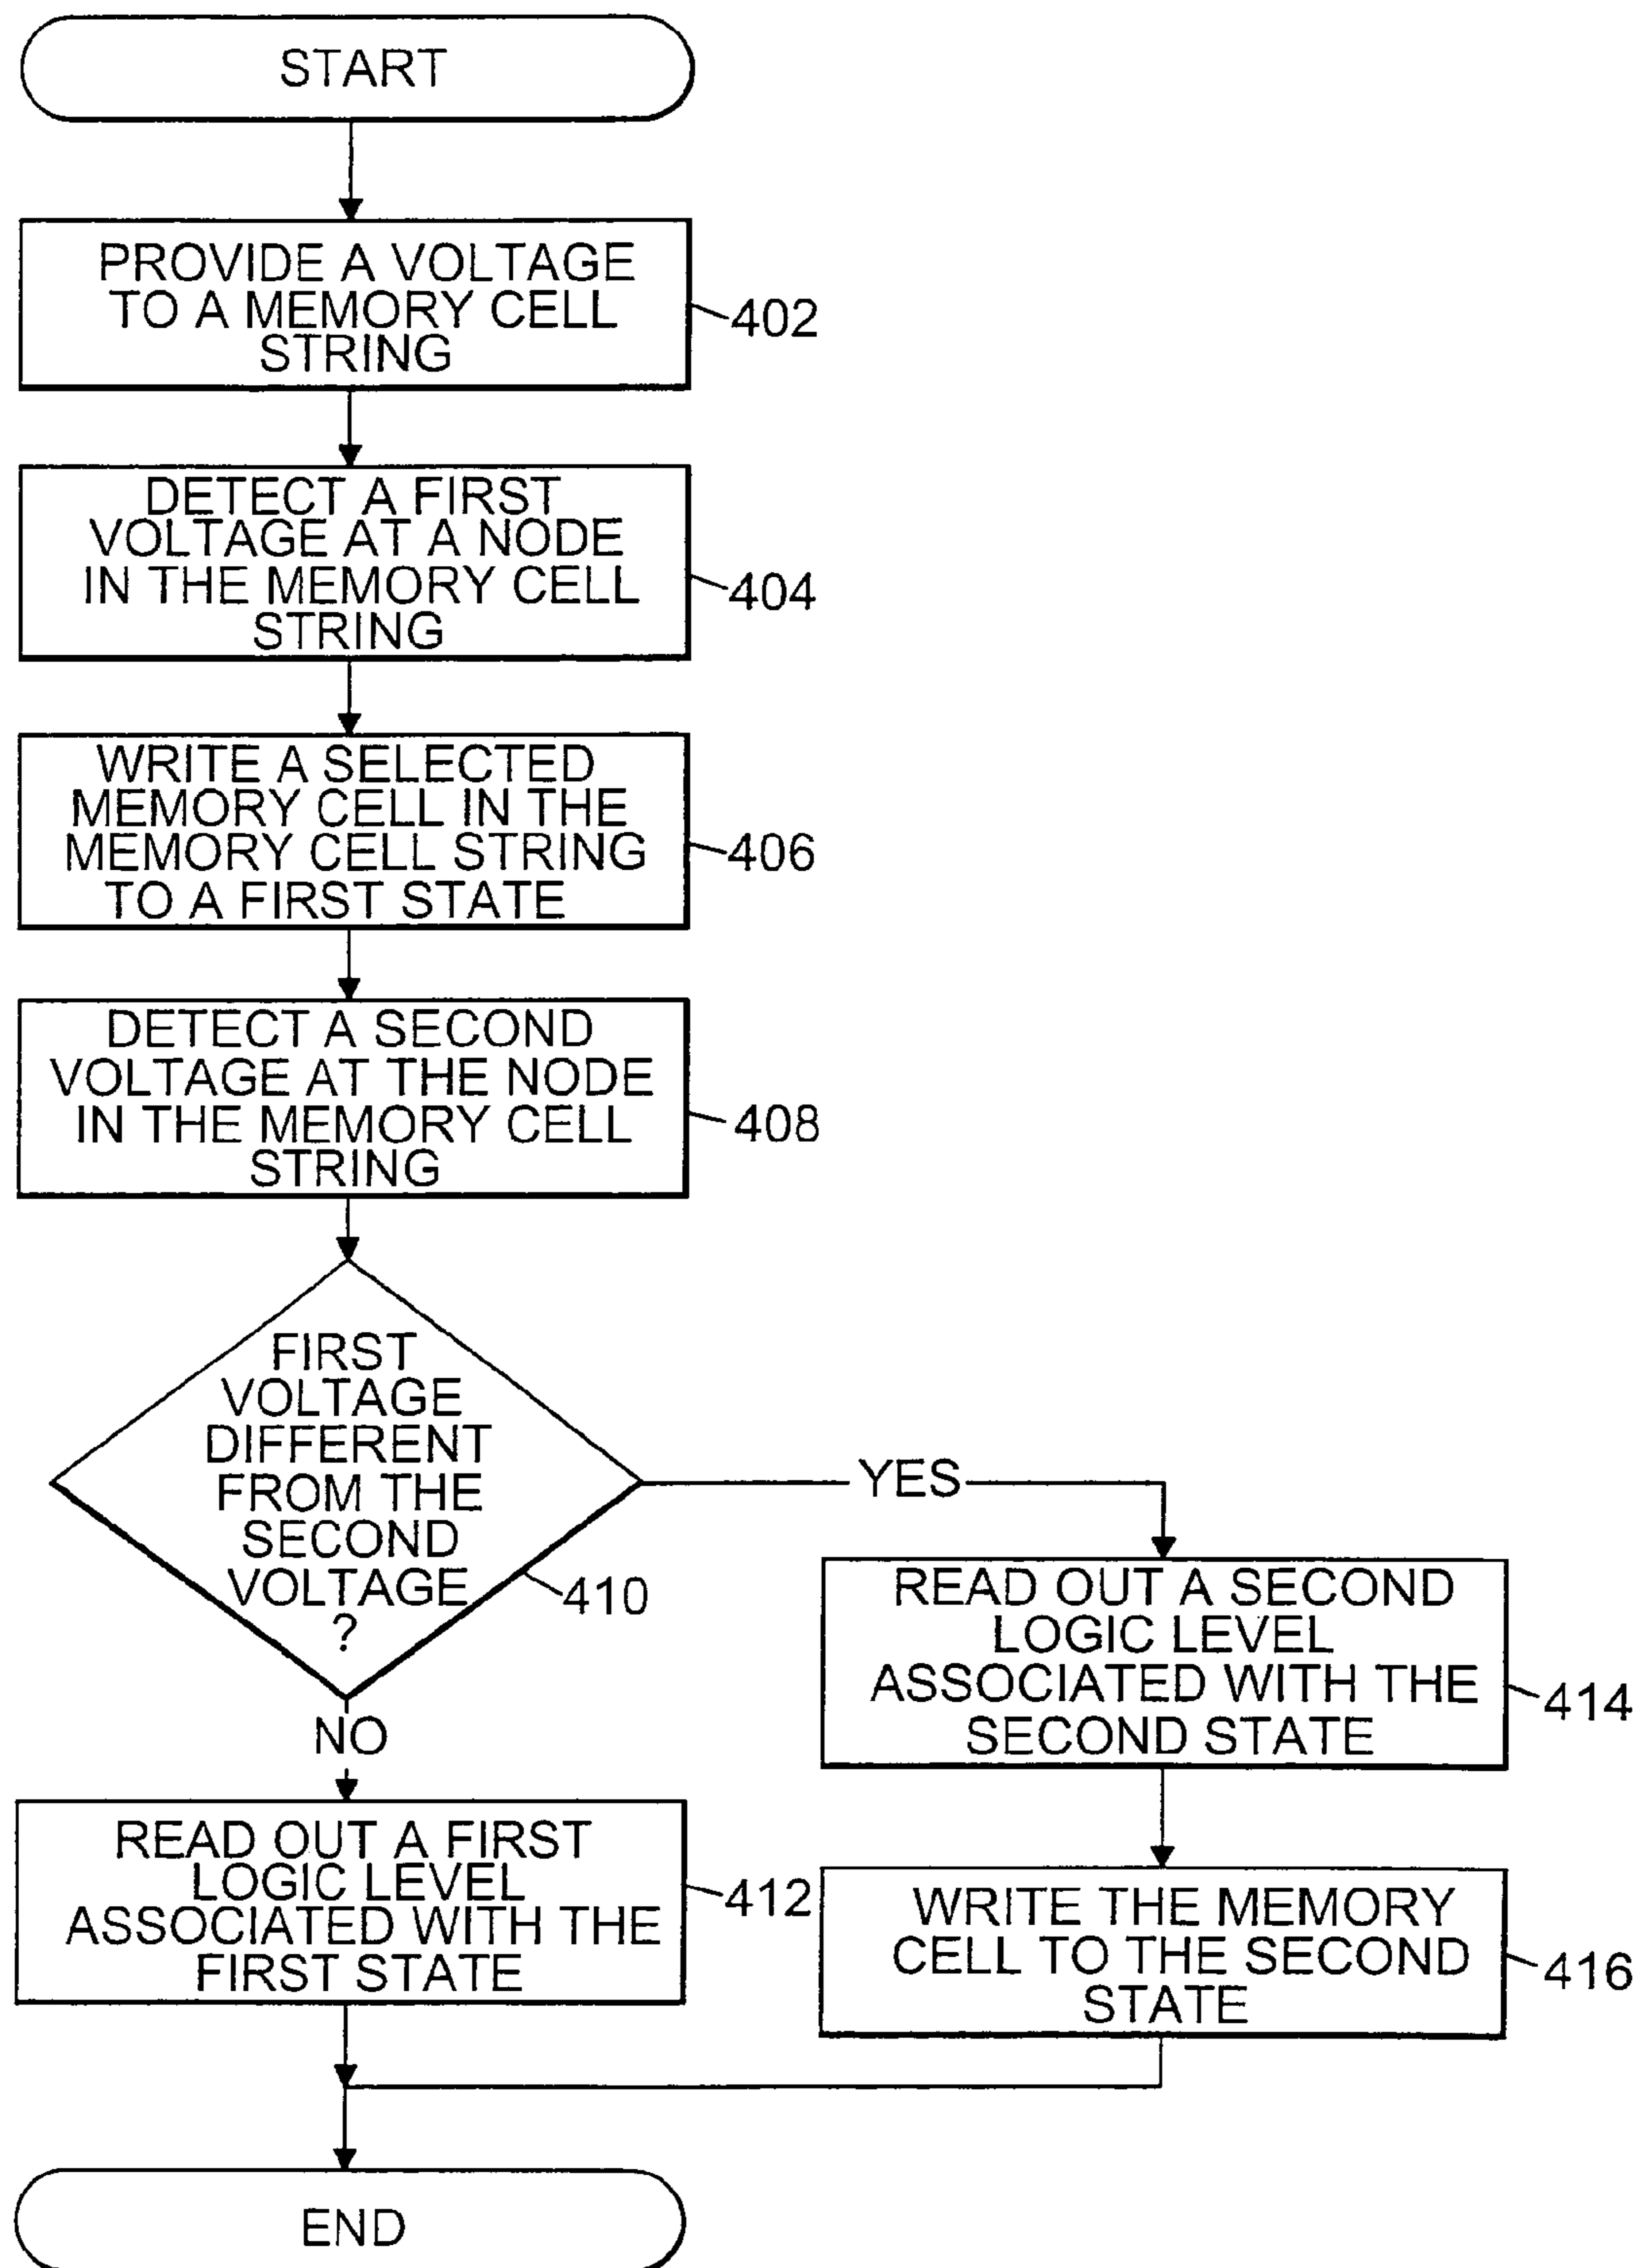 START
PROVIDE A VOLTAGE
TO A MEMORY CELL
STRING
402
DETECT A FIRST
VOLTAGE AT A NODE
IN THE MEMORY CELL
STRING
404
WRITE A SELECTED
MEMORY CELL IN THE
MEMORY CELL STRING
TO A FIRST STATE
406
DETECT A SECOND
VOLTAGE AT THE NODE
IN THE MEMORY CELL
STRING
408
FIRST
VOLTAGE
DIFFERENT
FROM THE
SECOND
VOLTAGE
?
410
YES
NO
READ OUT A SECOND
LOGIC LEVEL
ASSOCIATED WITH THE
SECOND STATE
414
READ OUT A FIRST
LOGIC LEVEL
ASSOCIATED WITH THE
FIRST STATE
412
WRITE THE MEMORY
CELL TO THE SECOND
STATE
416
END